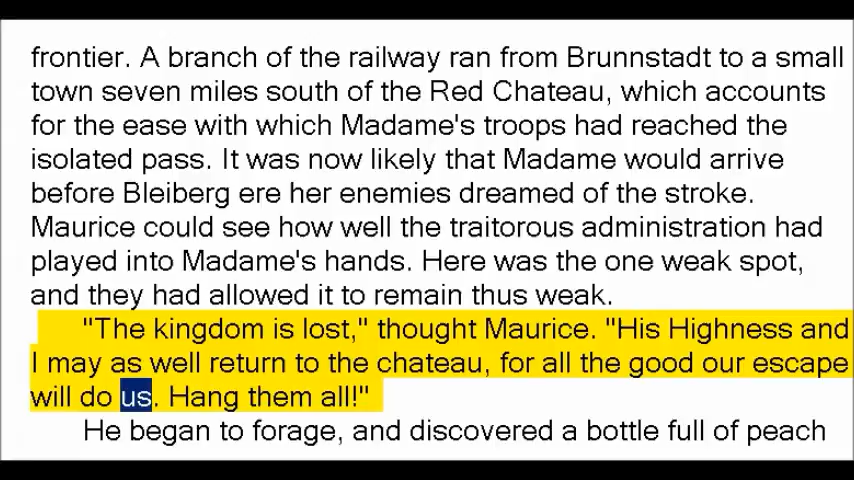 frontier. A branch of the railway ran from Brunnstadt to a small
town seven miles south of the Red Chateau, which accounts
for the ease with which Madame's troops had reached the
isolated pass. It was now likely that Madame would arrive
before Bleiberg ere her enemies dreamed of the stroke.
Maurice could see how well the traitorous administration had
played into Madame's hands. Here was the one weak spot,
and they had allowed it to remain thus weak.
"The kingdom is lost," thought Maurice. "His Highness and
I may as well return to the chateau, for all the good our escape
will do us. Hang them all!"
He began to forage, and discovered a bottle full of peach